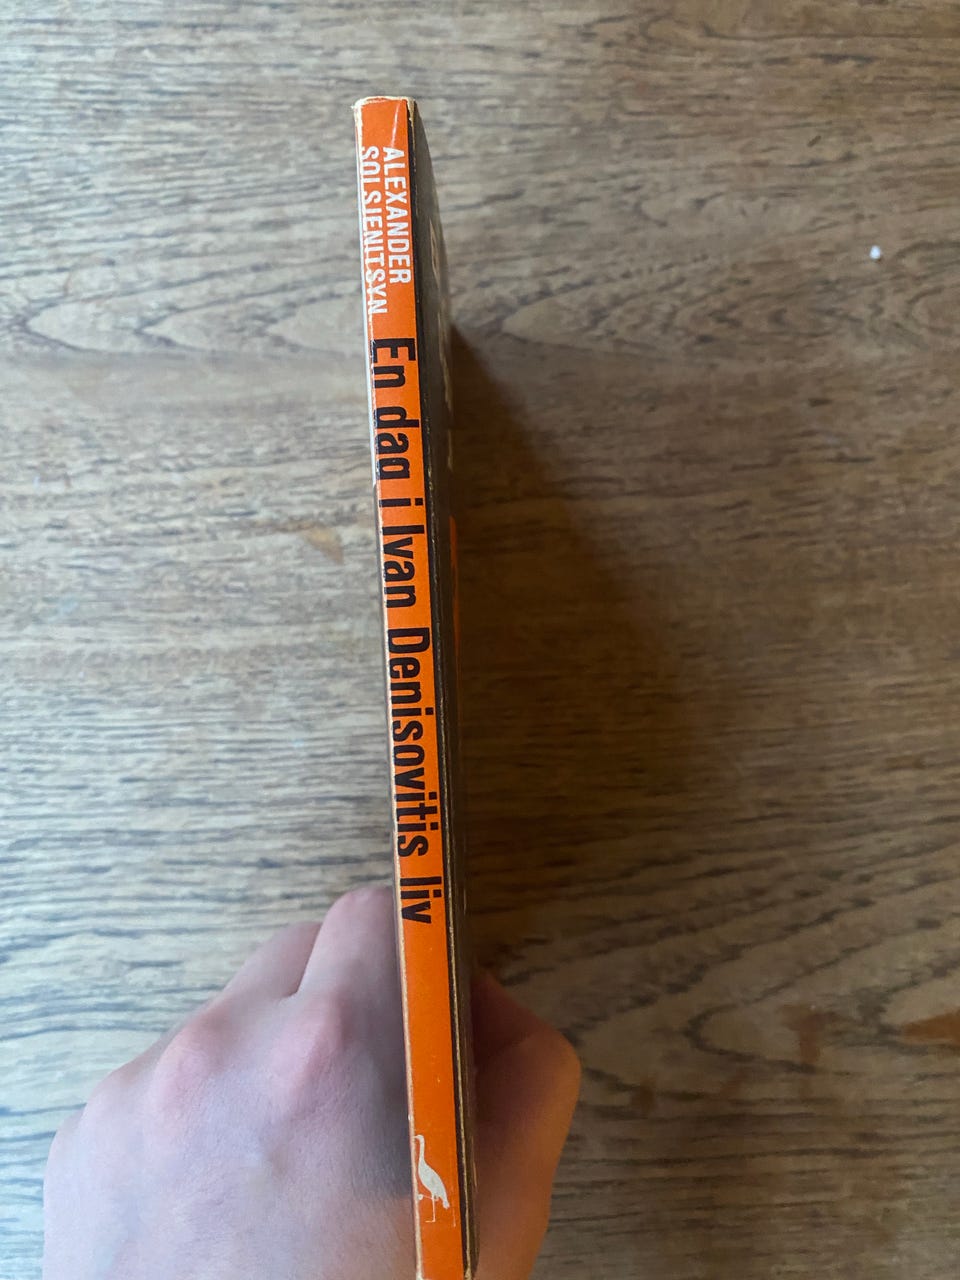 ALEXANDER
SOLSJENITSYN
En dag i Ivan Denisovitis liv